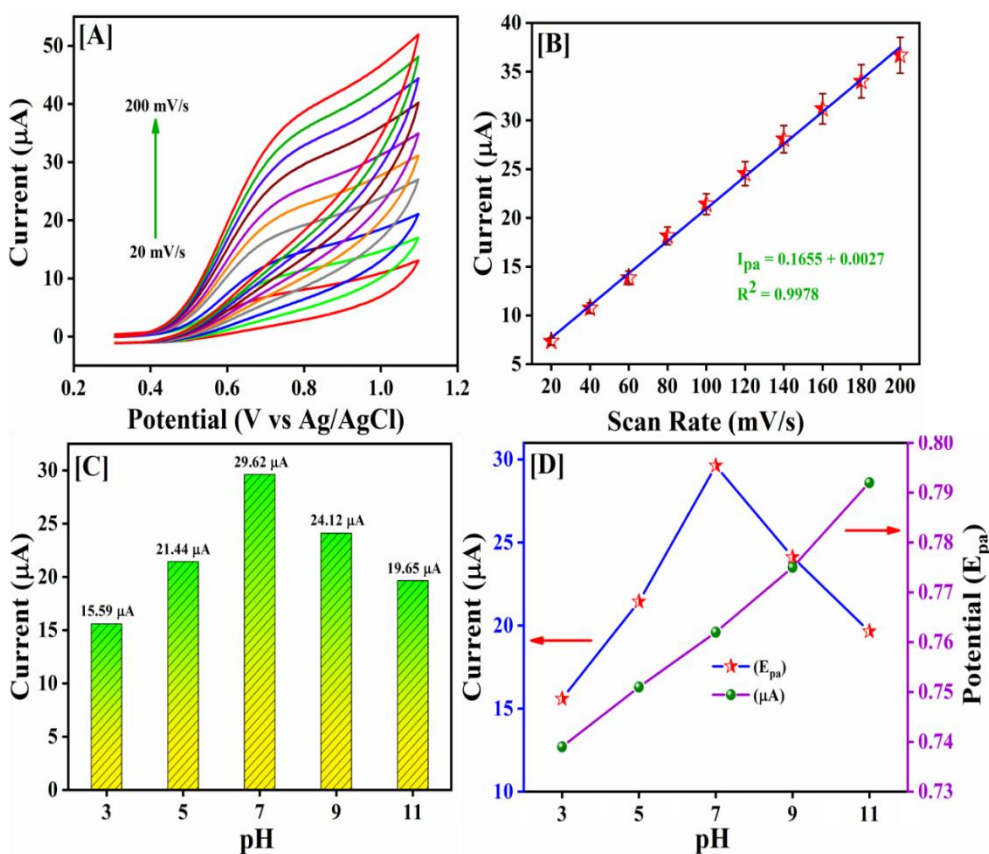 [A]
Current (µA)
50
40
30
20
10
0
200 mV/s
20 mV/s
0.2 0.4 0.6 0.8 1.0 1.2
Potential (V vs Ag/AgCl)
[B]
Current (µA)
40
35
30
25
20
15
10
5
I_pa = 0.1655 + 0.0027
R² = 0.9978
20 40 60 80 100 120 140 160 180 200
Scan Rate (mV/s)
[C]
Current (µA)
30
25
20
15
10
5
0
15.59 µA
21.44 µA
29.62 µA
24.12 µA
19.65 µA
3 5 7 9 11
pH
[D]
Current (µA)
30
25
20
15
10
(E_pa)
(µA)
0.80
0.79
0.78
0.77
0.76
0.75
0.74
0.73
Potential (E_pa)
3 5 7 9 11
pH